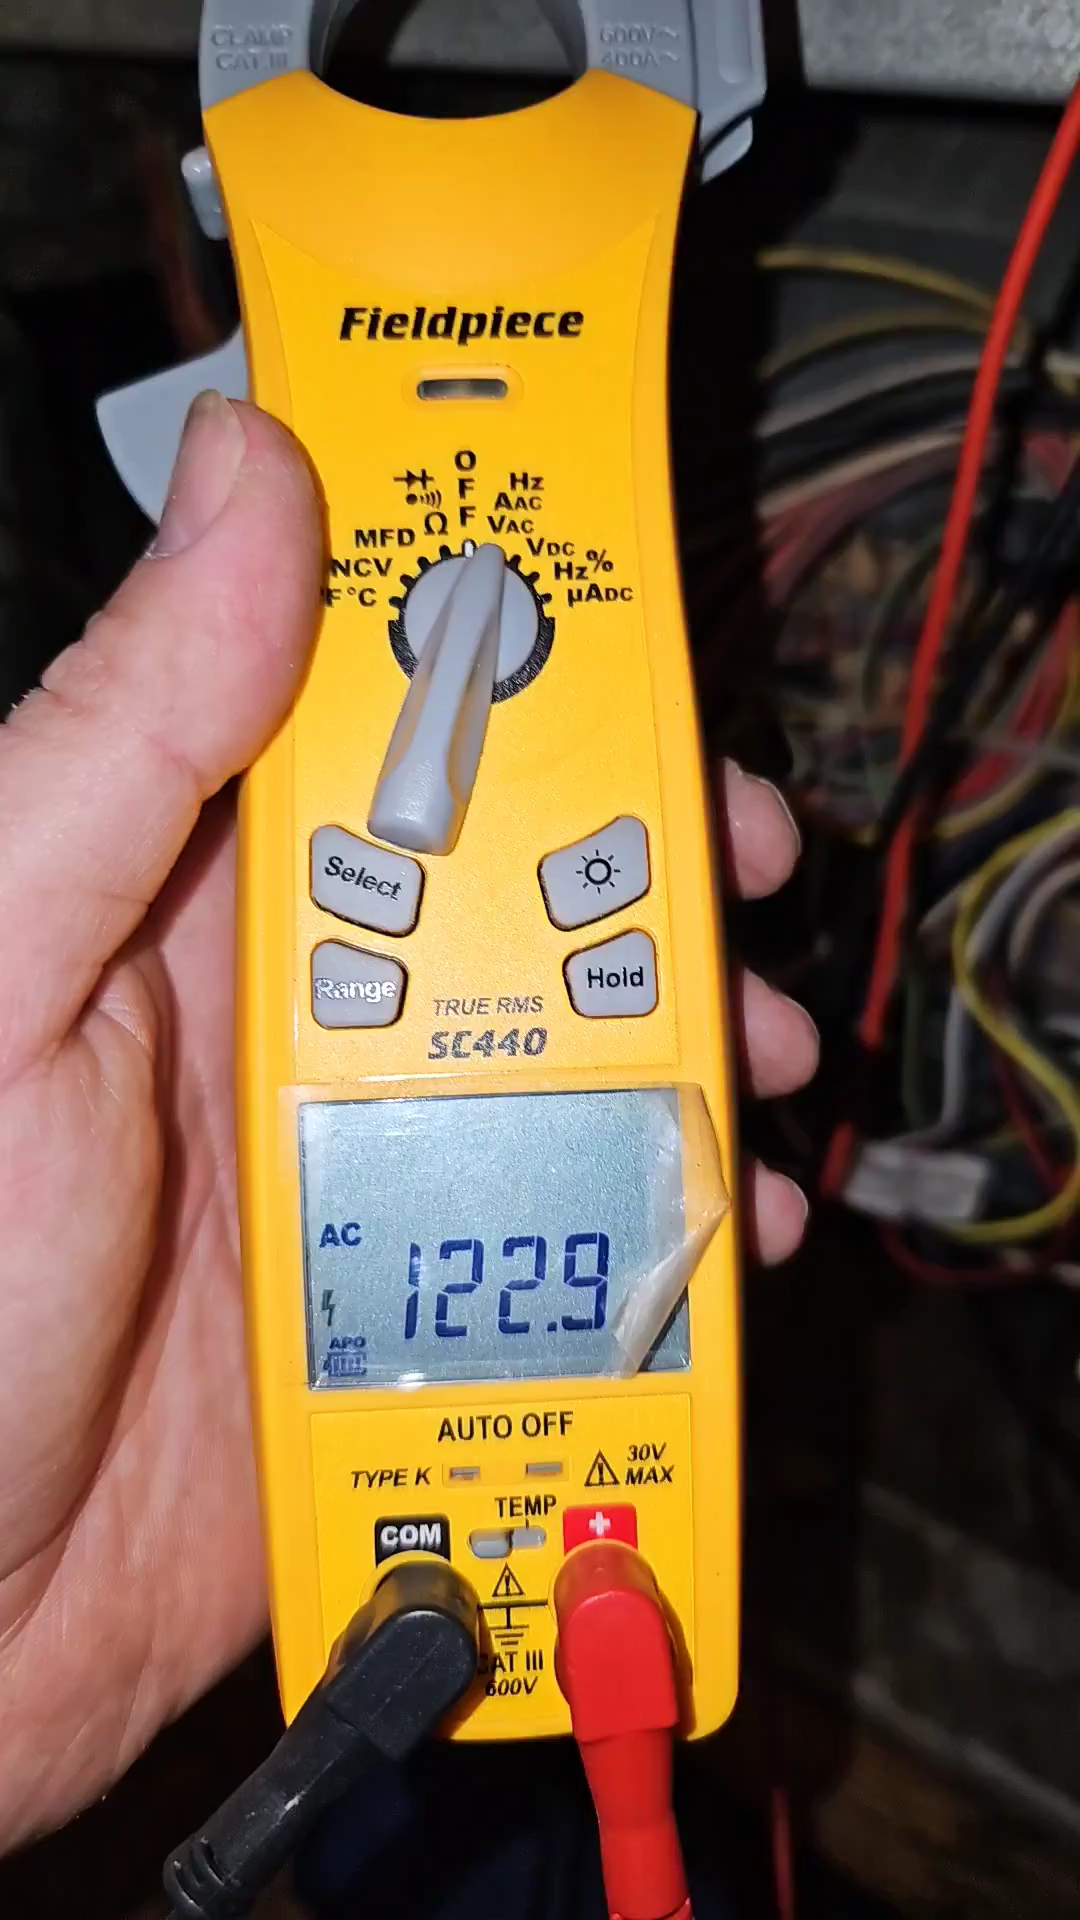 CLAMP
CAT.III
600V~
400A~
Fieldpiece
OFF
Hz
AAC
VAC
Ω
MFD
NCV
F°C
VDC
Hz%
µADC
Select
Range
Hold
TRUE RMS
SC440
AC
122.9
APO
AUTO OFF
TYPE K
30V
MAX
TEMP
COM
+
CAT III
600V